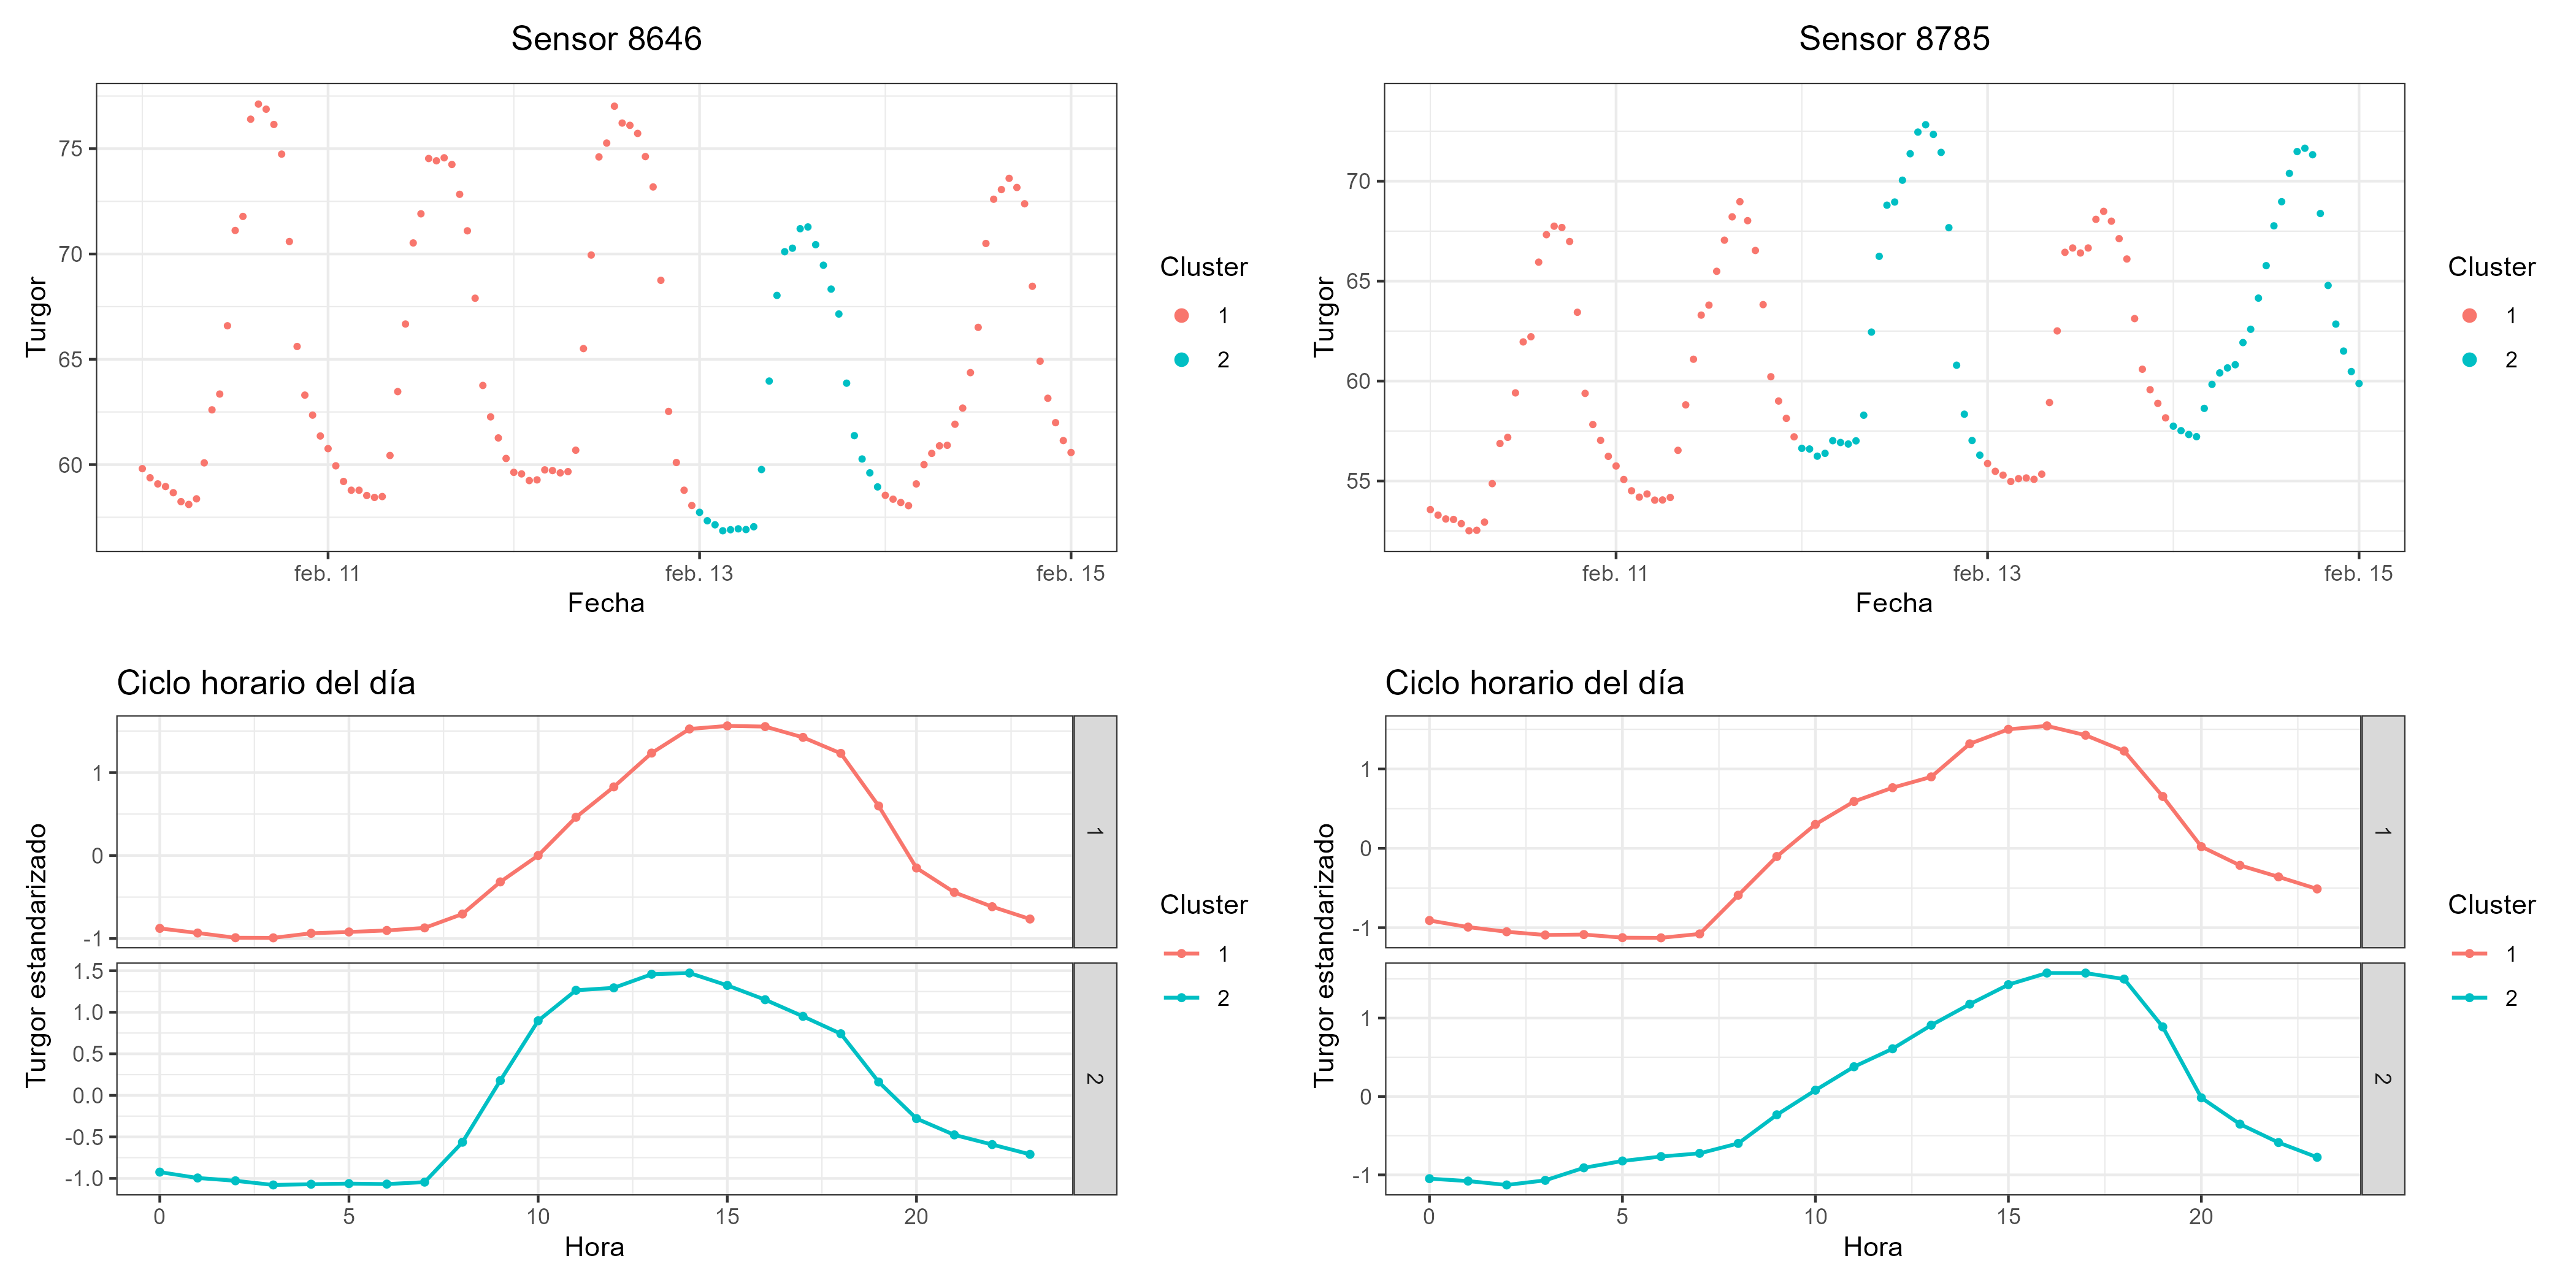 Sensor 8646
Turgor
75
70
65
60
feb. 11
feb. 13
feb. 15
Fecha
Cluster
1
2
Sensor 8785
Turgor
70
65
60
55
feb. 11
feb. 13
feb. 15
Fecha
Cluster
1
2
Ciclo horario del día
Turgor estandarizado
1
0
-1
1
1.5
1.0
0.5
0.0
-0.5
-1.0
2
0
5
10
15
20
Hora
Cluster
1
2
Ciclo horario del día
Turgor estandarizado
1
0
-1
1
1
0
-1
2
0
5
10
15
20
Hora
Cluster
1
2